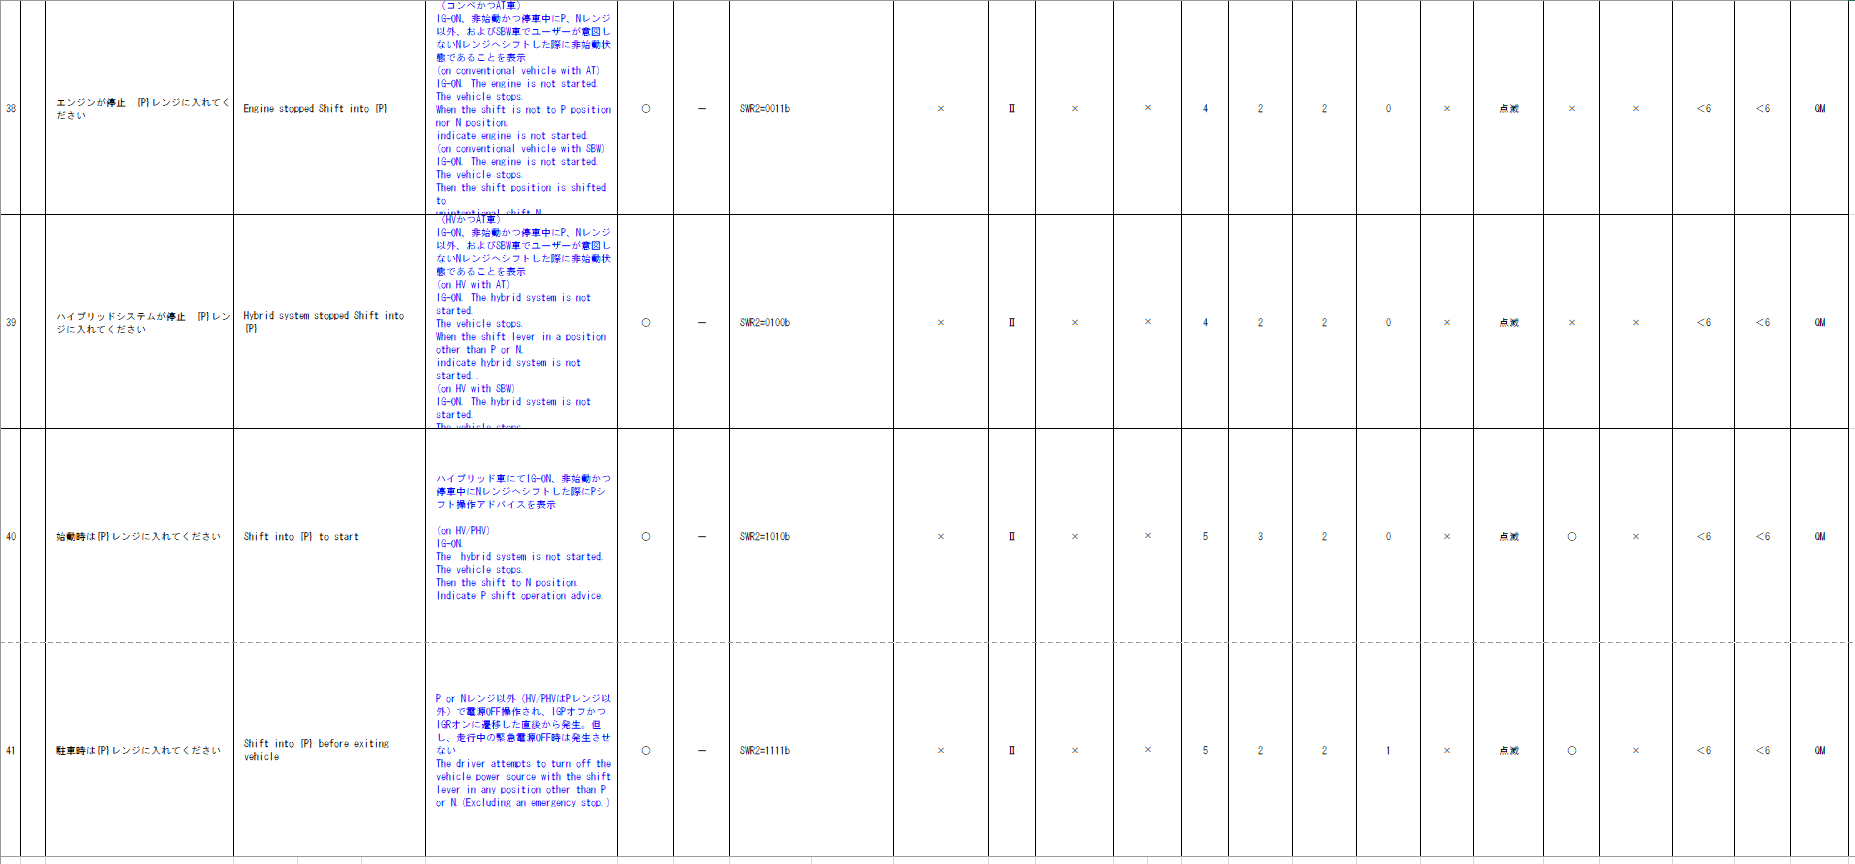 38
エンジンが停止　{P}レンジに入れてく
ださい
Engine stopped Shift into {P}
（コンベかつAT車）
IG-ON、非始動かつ停車中にP、Nレンジ
以外、およびSBW車でユーザーが意図し
ないNレンジへシフトした際に非始動状
態であることを表示
(on conventional vehicle with AT)
IG-ON. The engine is not started.
The vehicle stops.
When the shift is not to P position
nor N position.
indicate engine is not started.
(on conventional vehicle with SBW)
IG-ON. The engine is not started.
The vehicle stops.
Then the shift position is shifted
to
unintentional shift N
○
－
SWR2=0011b
×
Ⅱ
×
×
4
2
2
0
×
点滅
×
×
＜6
＜6
QM
39
ハイブリッドシステムが停止　{P}レン
ジに入れてください
Hybrid system stopped Shift into
{P}
（HVかつAT車）
IG-ON、非始動かつ停車中にP、Nレンジ
以外、およびSBW車でユーザーが意図し
ないNレンジへシフトした際に非始動状
態であることを表示
(on HV with AT)
IG-ON. The hybrid system is not
started.
The vehicle stops.
When the shift lever in a position
other than P or N.
indicate hybrid system is not
started..
(on HV with SBW)
IG-ON. The hybrid system is not
started.
The vehicle stops.
○
－
SWR2=0100b
×
Ⅱ
×
×
4
2
2
0
×
点滅
×
×
＜6
＜6
QM
40
始動時は{P}レンジに入れてください
Shift into {P} to start
ハイブリッド車にてIG-ON、非始動かつ
停車中にNレンジへシフトした際にPシ
フト操作アドバイスを表示
(on HV/PHV)
IG-ON.
The　hybrid system is not started.
The vehicle stops.
Then the shift to N position.
Indicate P shift operation advice.
○
－
SWR2=1010b
×
Ⅱ
×
×
5
3
2
0
×
点滅
○
×
＜6
＜6
QM
41
駐車時は{P}レンジに入れてください
Shift into {P} before exiting
vehicle
P or Nレンジ以外（HV/PHVはPレンジ以
外）で電源OFF操作され、IGPオフかつ
IGRオンに遷移した直後から発生。但
し、走行中の緊急電源OFF時は発生させ
ない
The driver attempts to turn off the
vehicle power source with the shift
lever in any position other than P
or N.(Excluding an emergency stop.)
○
－
SWR2=1111b
×
Ⅱ
×
×
5
2
2
1
×
点滅
○
×
＜6
＜6
QM